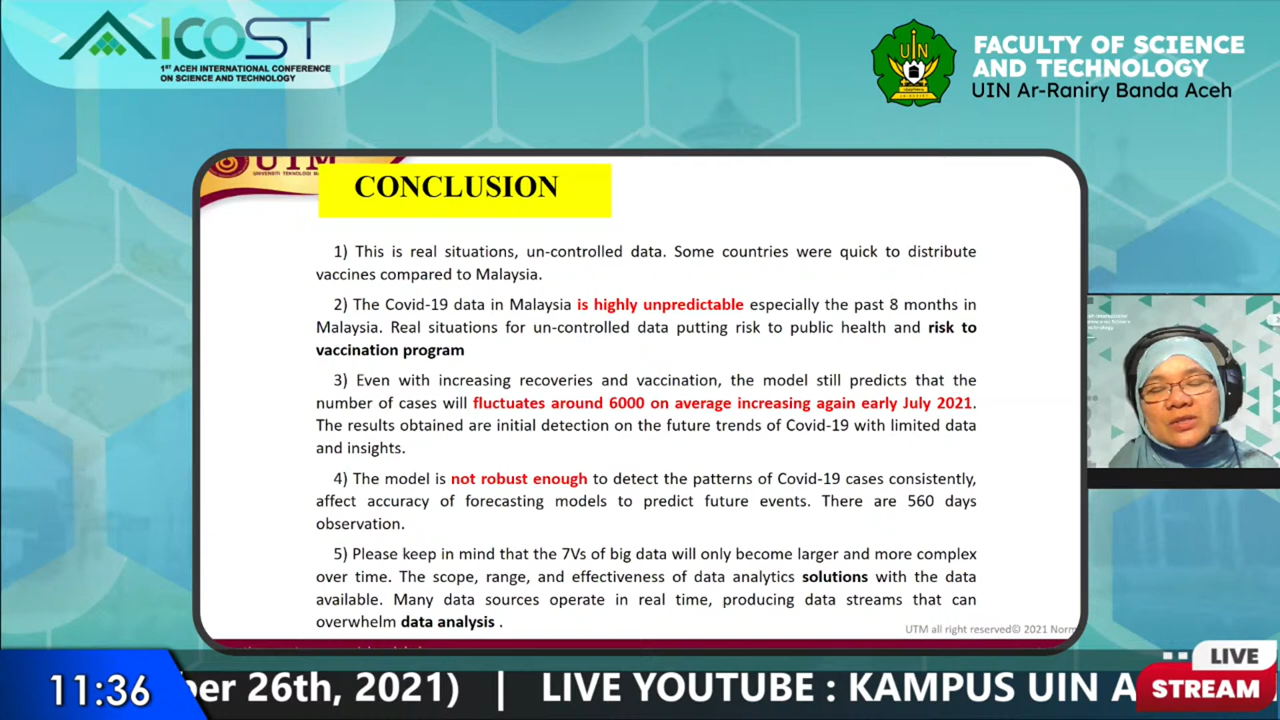 AICOST
1ST ACEH INTERNATIONAL CONFERENCE
ON SCIENCE AND TECHNOLOGY
UIN
FACULTY OF SCIENCE
AND TECHNOLOGY
UIN Ar-Raniry Banda Aceh
UTM
UNIVERSITI TEKNOLOGI
CONCLUSION
1) This is real situations, un-controlled data. Some countries were quick to distribute
vaccines compared to Malaysia.
2) The Covid-19 data in Malaysia is highly unpredictable especially the past 8 months in
Malaysia. Real situations for un-controlled data putting risk to public health and risk to
vaccination program
3) Even with increasing recoveries and vaccination, the model still predicts that the
number of cases will fluctuates around 6000 on average increasing again early July 2021.
The results obtained are initial detection on the future trends of Covid-19 with limited data
and insights.
4) The model is not robust enough to detect the patterns of Covid-19 cases consistently,
affect accuracy of forecasting models to predict future events. There are 560 days
observation.
5) Please keep in mind that the 7Vs of big data will only become larger and more complex
over time. The scope, range, and effectiveness of data analytics solutions with the data
available. Many data sources operate in real time, producing data streams that can
overwhelm data analysis .
UTM all right reserved© 2021 Norm
11:36
ber 26th, 2021) | LIVE YOUTUBE : KAMPUS UIN A
LIVE
STREAM